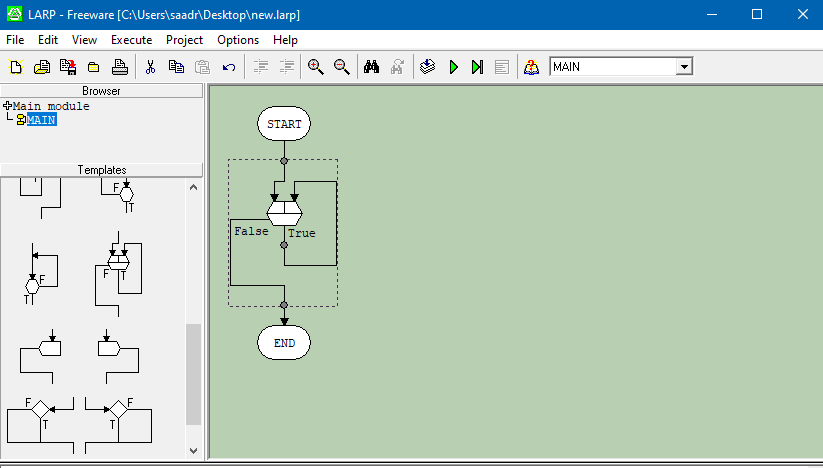 LARP - Freeware [C:\Users\saadr\Desktop\new.larp]
File Edit View Execute Project Options Help
MAIN
Browser
Main module
MAIN
Templates
F
T
F
T
F
T
F
T
F
T
START
False
True
END